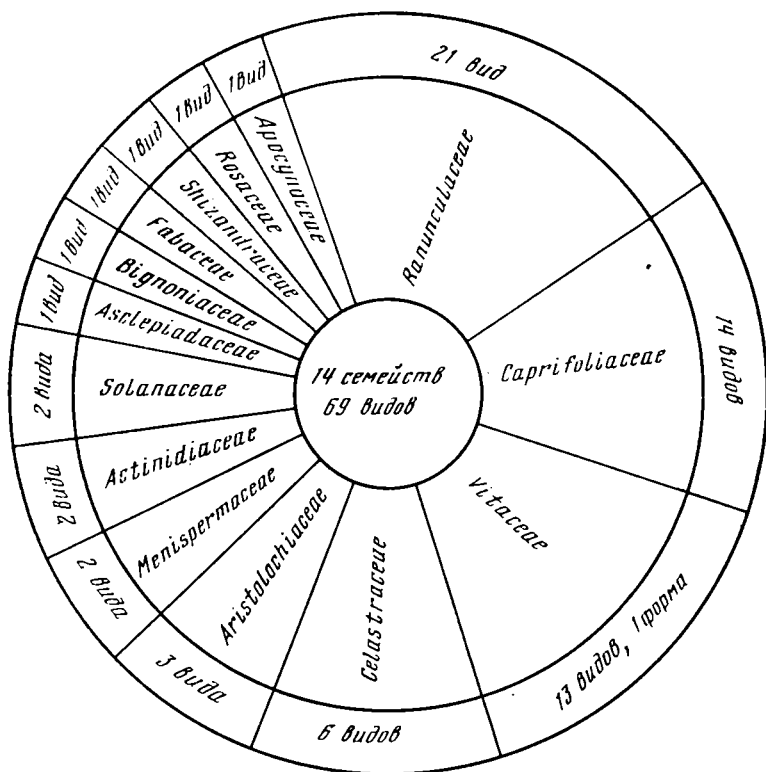 21 вид
Ranunculaceae
14 видов
Caprifoliaceae
13 видов, 1 форма
Vitaceae
6 видов
Celastraceae
3 вида
Aristolochiaceae
2 вида
Menispermaceae
2 вида
Actinidiaceae
2 вида
Solanaceae
1 вид
Asclepiadaceae
1 вид
Bignoniaceae
1 вид
Fabaceae
1 вид
Shizandraceae
1 вид
Rosaceae
1 вид
Apocynaceae
14 семейств
69 видов